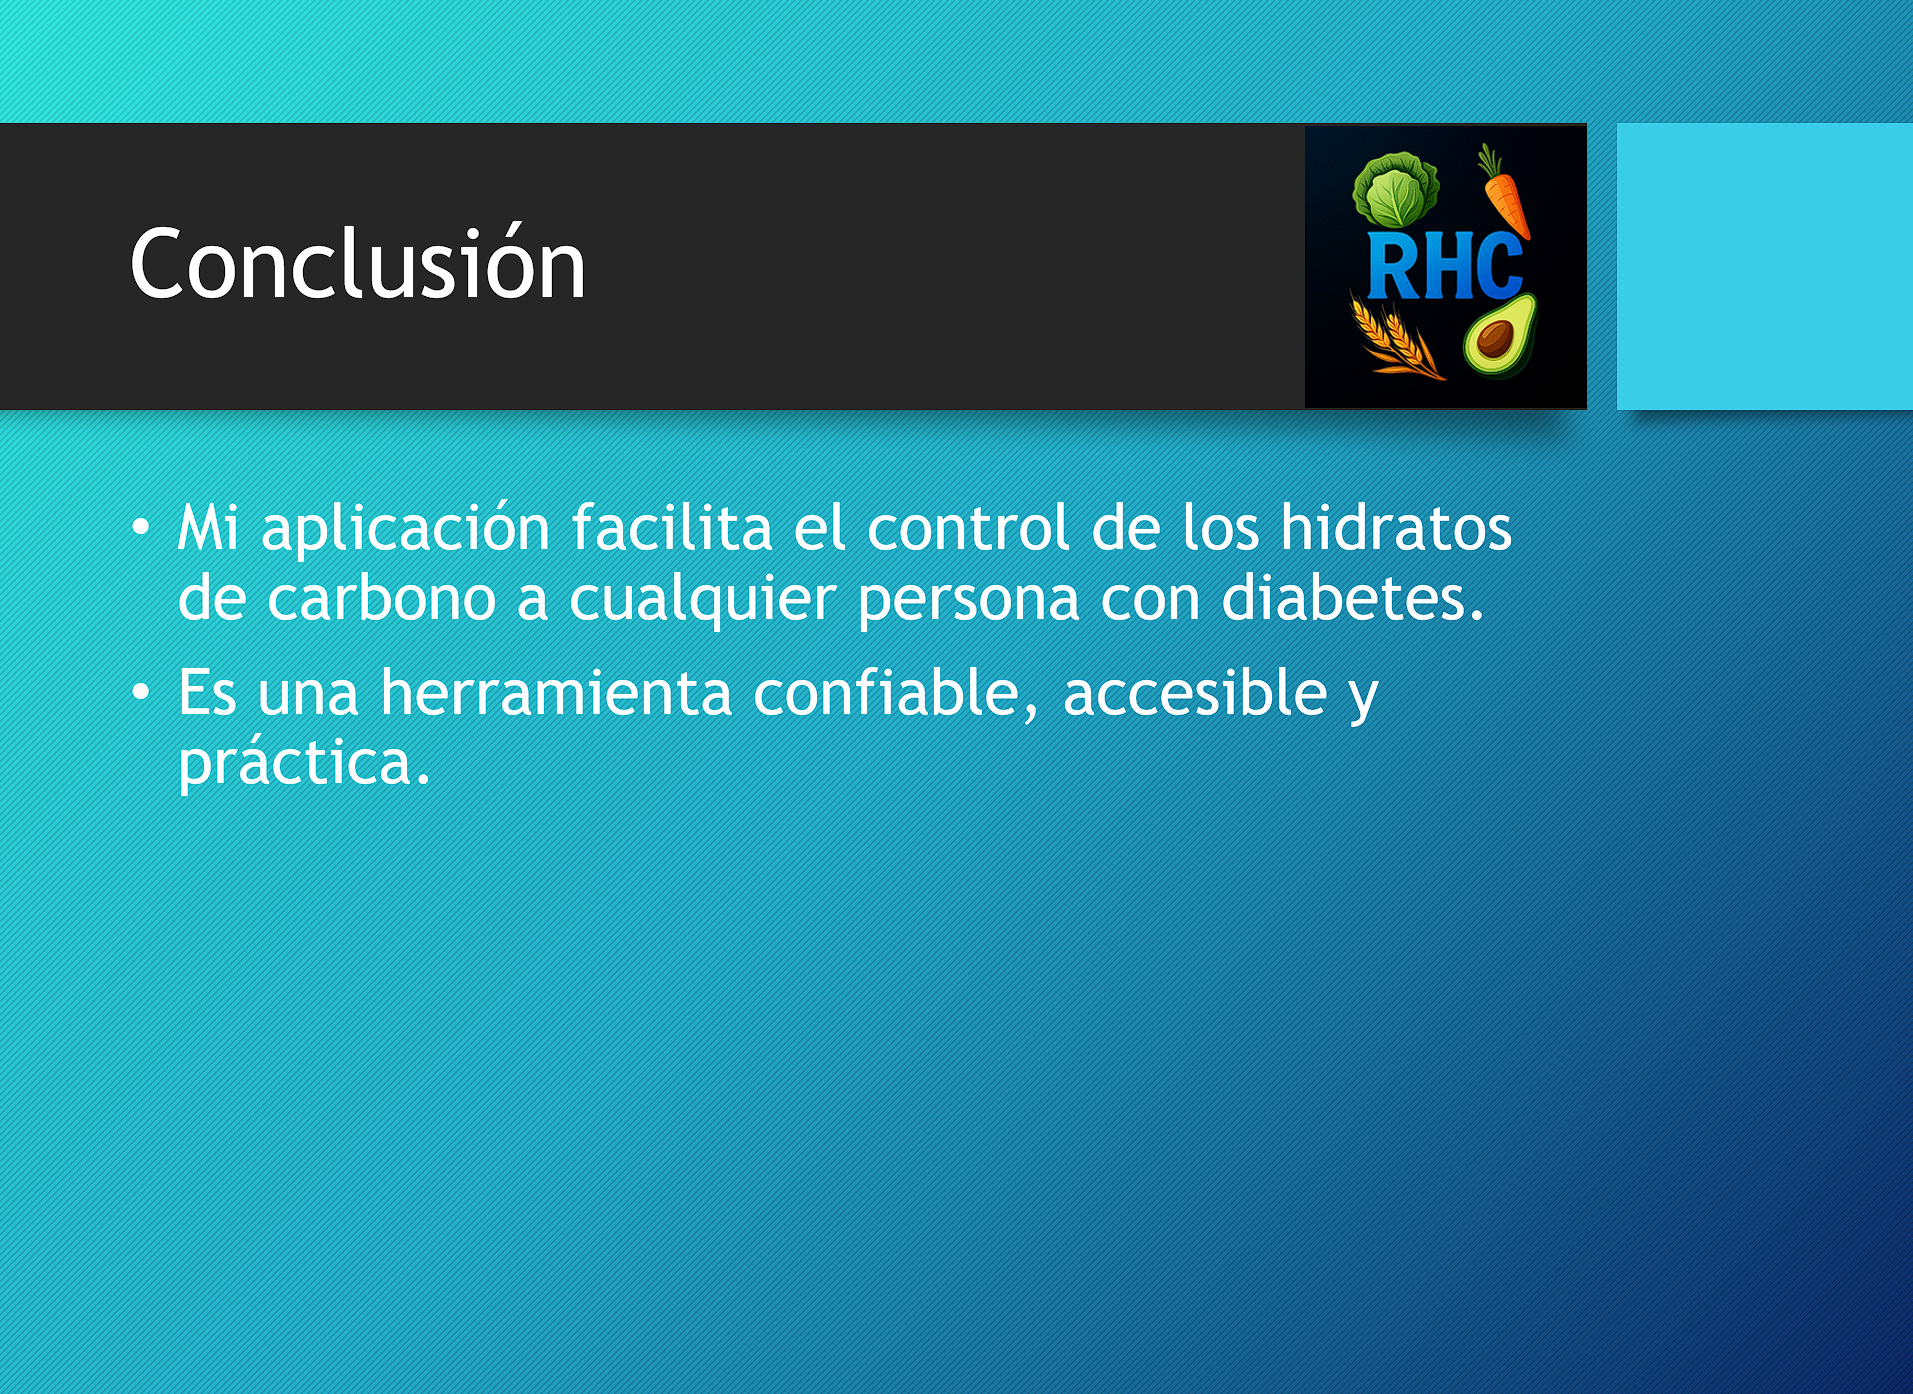 Conclusión
RHC
• Mi aplicación facilita el control de los hidratos
de carbono a cualquier persona con diabetes.
• Es una herramienta confiable, accesible y
práctica.